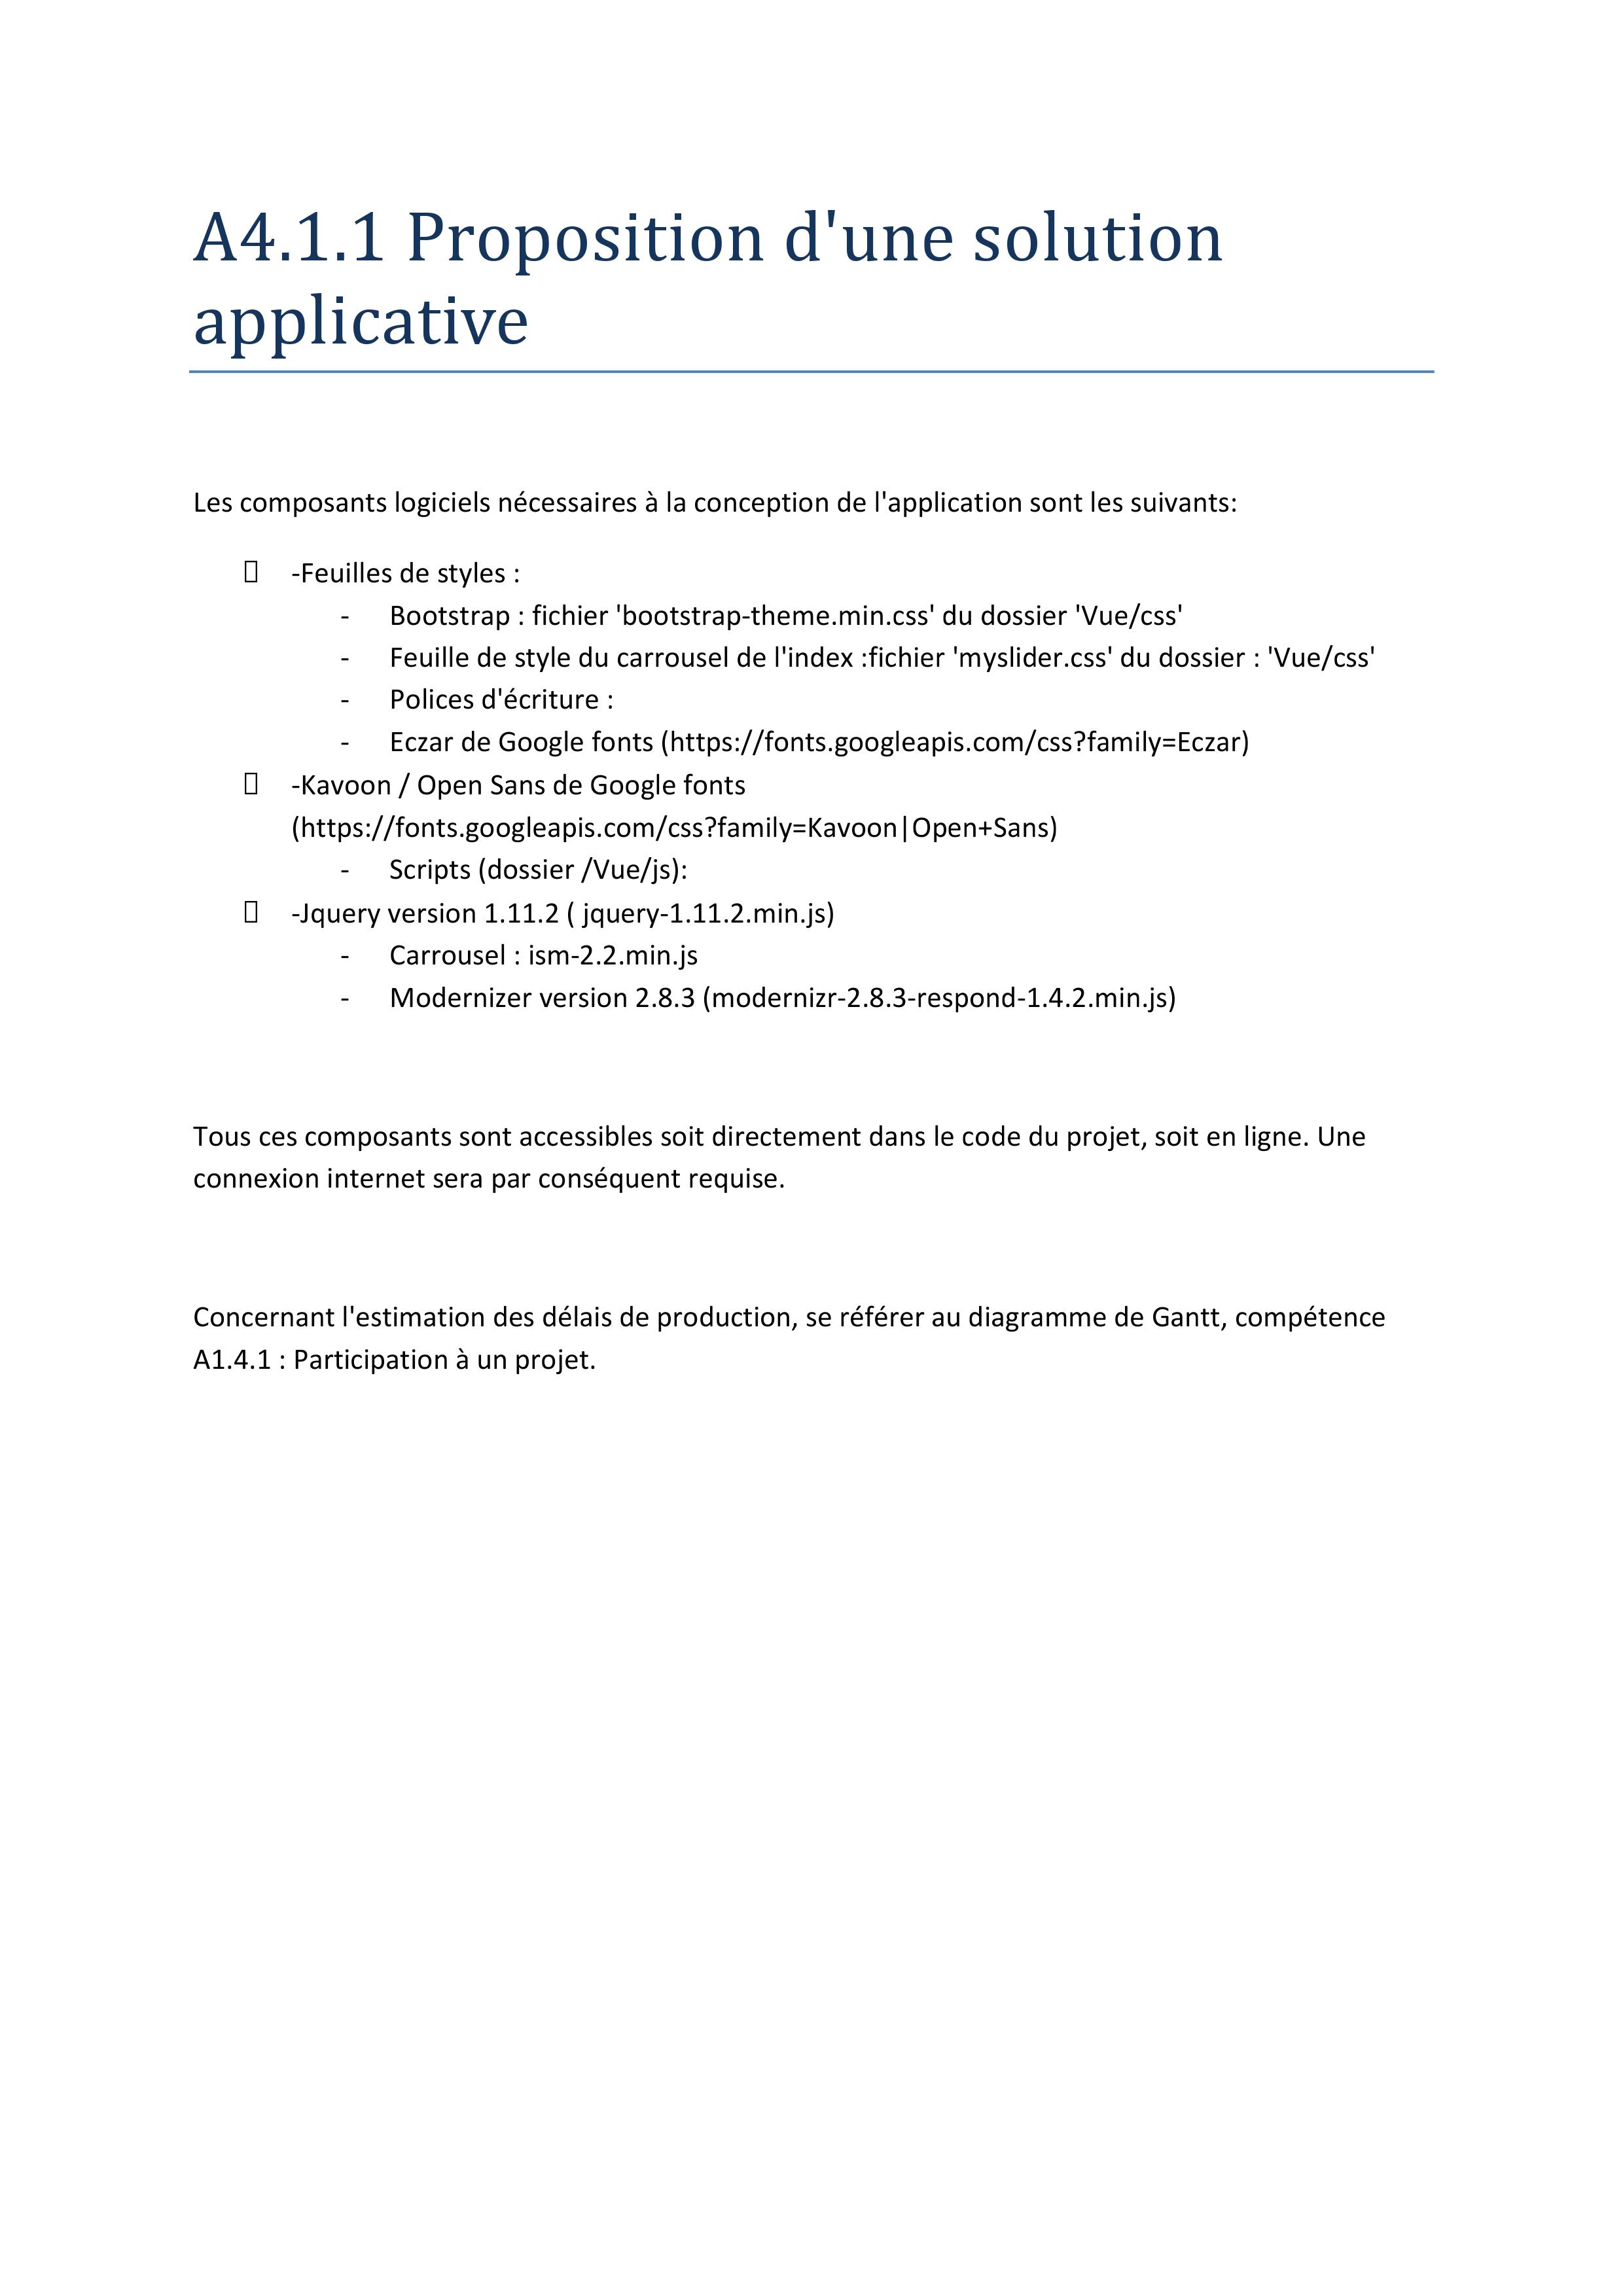 A4.1.1 Proposition d'une solution
applicative
Les composants logiciels nécessaires à la conception de l'application sont les suivants:
-Feuilles de styles :
- Bootstrap : fichier 'bootstrap-theme.min.css' du dossier 'Vue/css'
- Feuille de style du carrousel de l'index :fichier 'myslider.css' du dossier : 'Vue/css'
- Polices d'écriture :
- Eczar de Google fonts (https://fonts.googleapis.com/css?family=Eczar)
-Kavoon / Open Sans de Google fonts
(https://fonts.googleapis.com/css?family=Kavoon|Open+Sans)
- Scripts (dossier /Vue/js):
-Jquery version 1.11.2 ( jquery-1.11.2.min.js)
- Carrousel : ism-2.2.min.js
- Modernizer version 2.8.3 (modernizr-2.8.3-respond-1.4.2.min.js)
Tous ces composants sont accessibles soit directement dans le code du projet, soit en ligne. Une
connexion internet sera par conséquent requise.
Concernant l'estimation des délais de production, se référer au diagramme de Gantt, compétence
A1.4.1 : Participation à un projet.